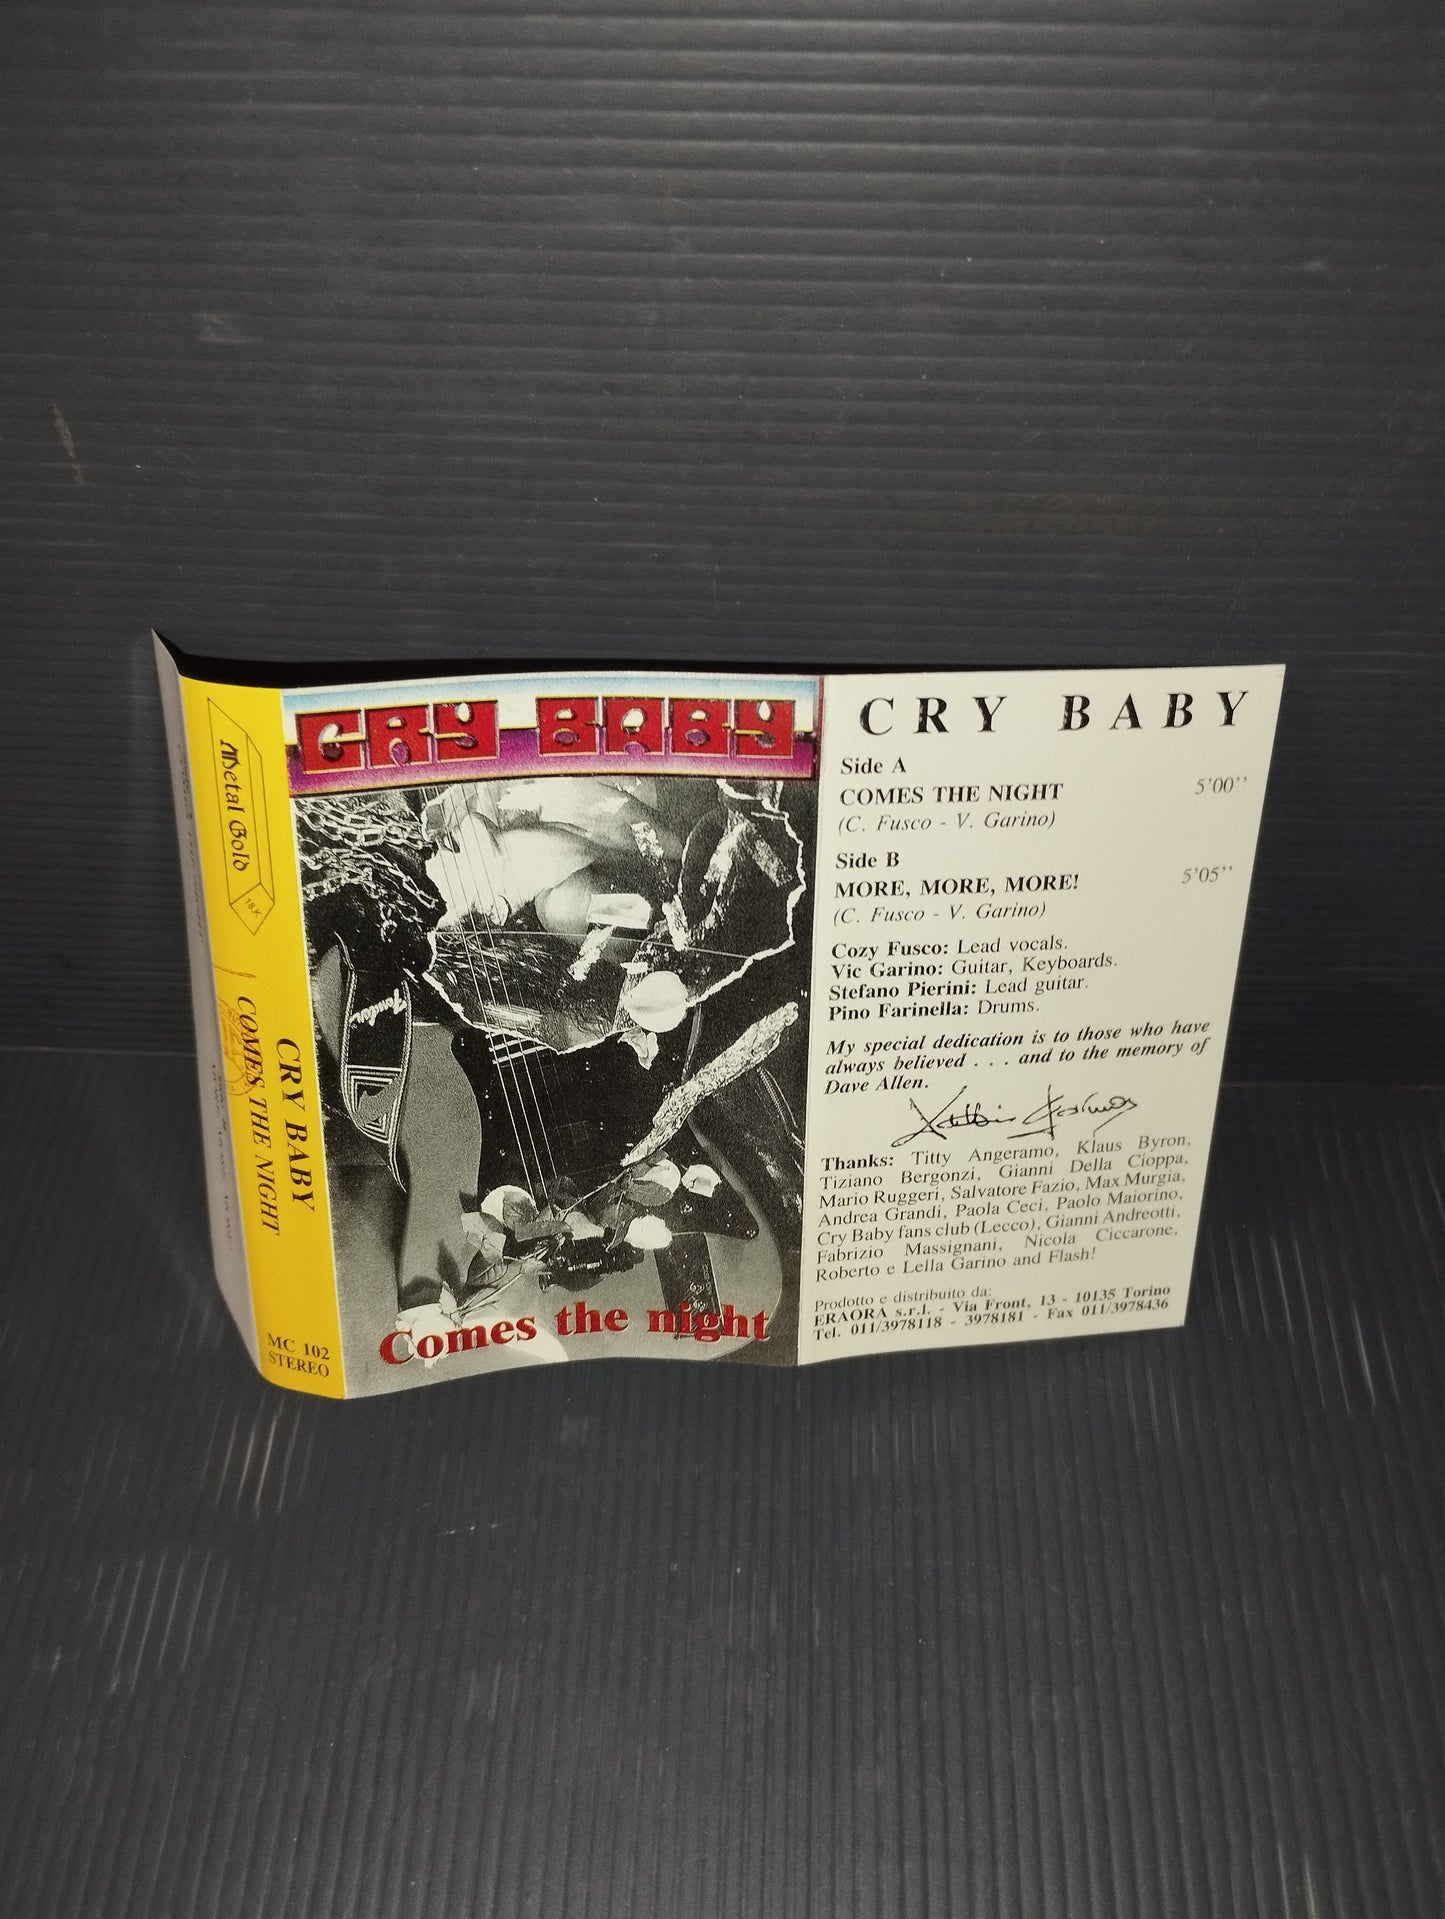 Metal Gold
18K
CRY BABY
COMES THE NIGHT
MC 102
STEREO
CRY BABY
Fender
Comes the night
CRY BABY
Side A
COMES THE NIGHT 5'00''
(C. Fusco - V. Garino)
Side B
MORE, MORE, MORE! 5'05''
(C. Fusco - V. Garino)
Cozy Fusco: Lead vocals.
Vic Garino: Guitar, Keyboards.
Stefano Pierini: Lead guitar.
Pino Farinella: Drums.
My special dedication is to those who have
always believed . . . and to the memory of
Dave Allen.
Thanks: Titty Angeramo, Klaus Byron,
Tiziano Bergonzi, Gianni Della Cioppa,
Mario Ruggeri, Salvatore Fazio, Max Murgia,
Andrea Grandi, Paola Ceci, Paolo Maiorino,
Cry Baby fans club (Lecco), Gianni Andreotti,
Fabrizio Massignani, Nicola Ciccarone,
Roberto e Lella Garino and Flash!
Prodotto e distribuito da:
ERAORA s.r.l. - Via Front, 13 - 10135 Torino
Tel. 011/3978118 - 3978181 - Fax 011/3978436